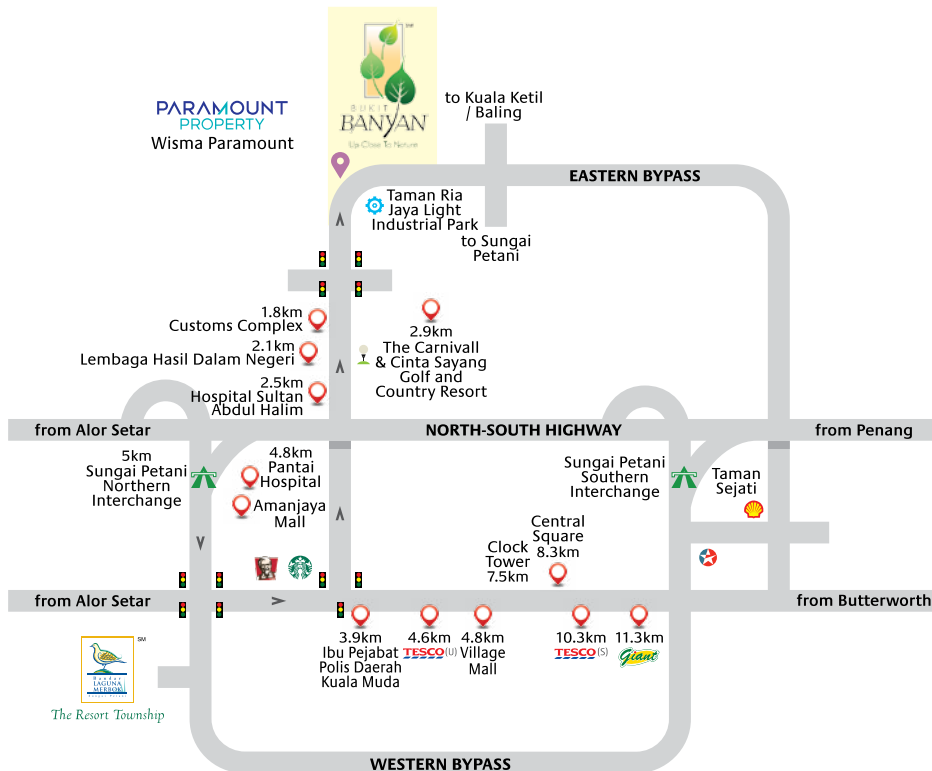 SM
BUKIT
BANYAN
Up Close To Nature
PARAMOUNT
PROPERTY
Wisma Paramount
to Kuala Ketil
/ Baling
EASTERN BYPASS
Taman Ria
Jaya Light
Industrial Park
to Sungai
Petani
1.8km
Customs Complex
2.1km
Lembaga Hasil Dalam Negeri
2.5km
Hospital Sultan
Abdul Halim
2.9km
The Carnivall
& Cinta Sayang
Golf and
Country Resort
from Alor Setar
NORTH-SOUTH HIGHWAY
from Penang
5km
Sungai Petani
Northern
Interchange
4.8km
Pantai
Hospital
Amanjaya
Mall
Sungai Petani
Southern
Interchange
Taman
Sejati
Central
Square
8.3km
Clock
Tower
7.5km
KFC
from Alor Setar
from Butterworth
3.9km
Ibu Pejabat
Polis Daerah
Kuala Muda
4.6km
TESCO (U)
4.8km
Village
Mall
10.3km
TESCO (S)
11.3km
Giant
SM
Bandar
LAGUNA
MERBOK
The Resort Township
WESTERN BYPASS